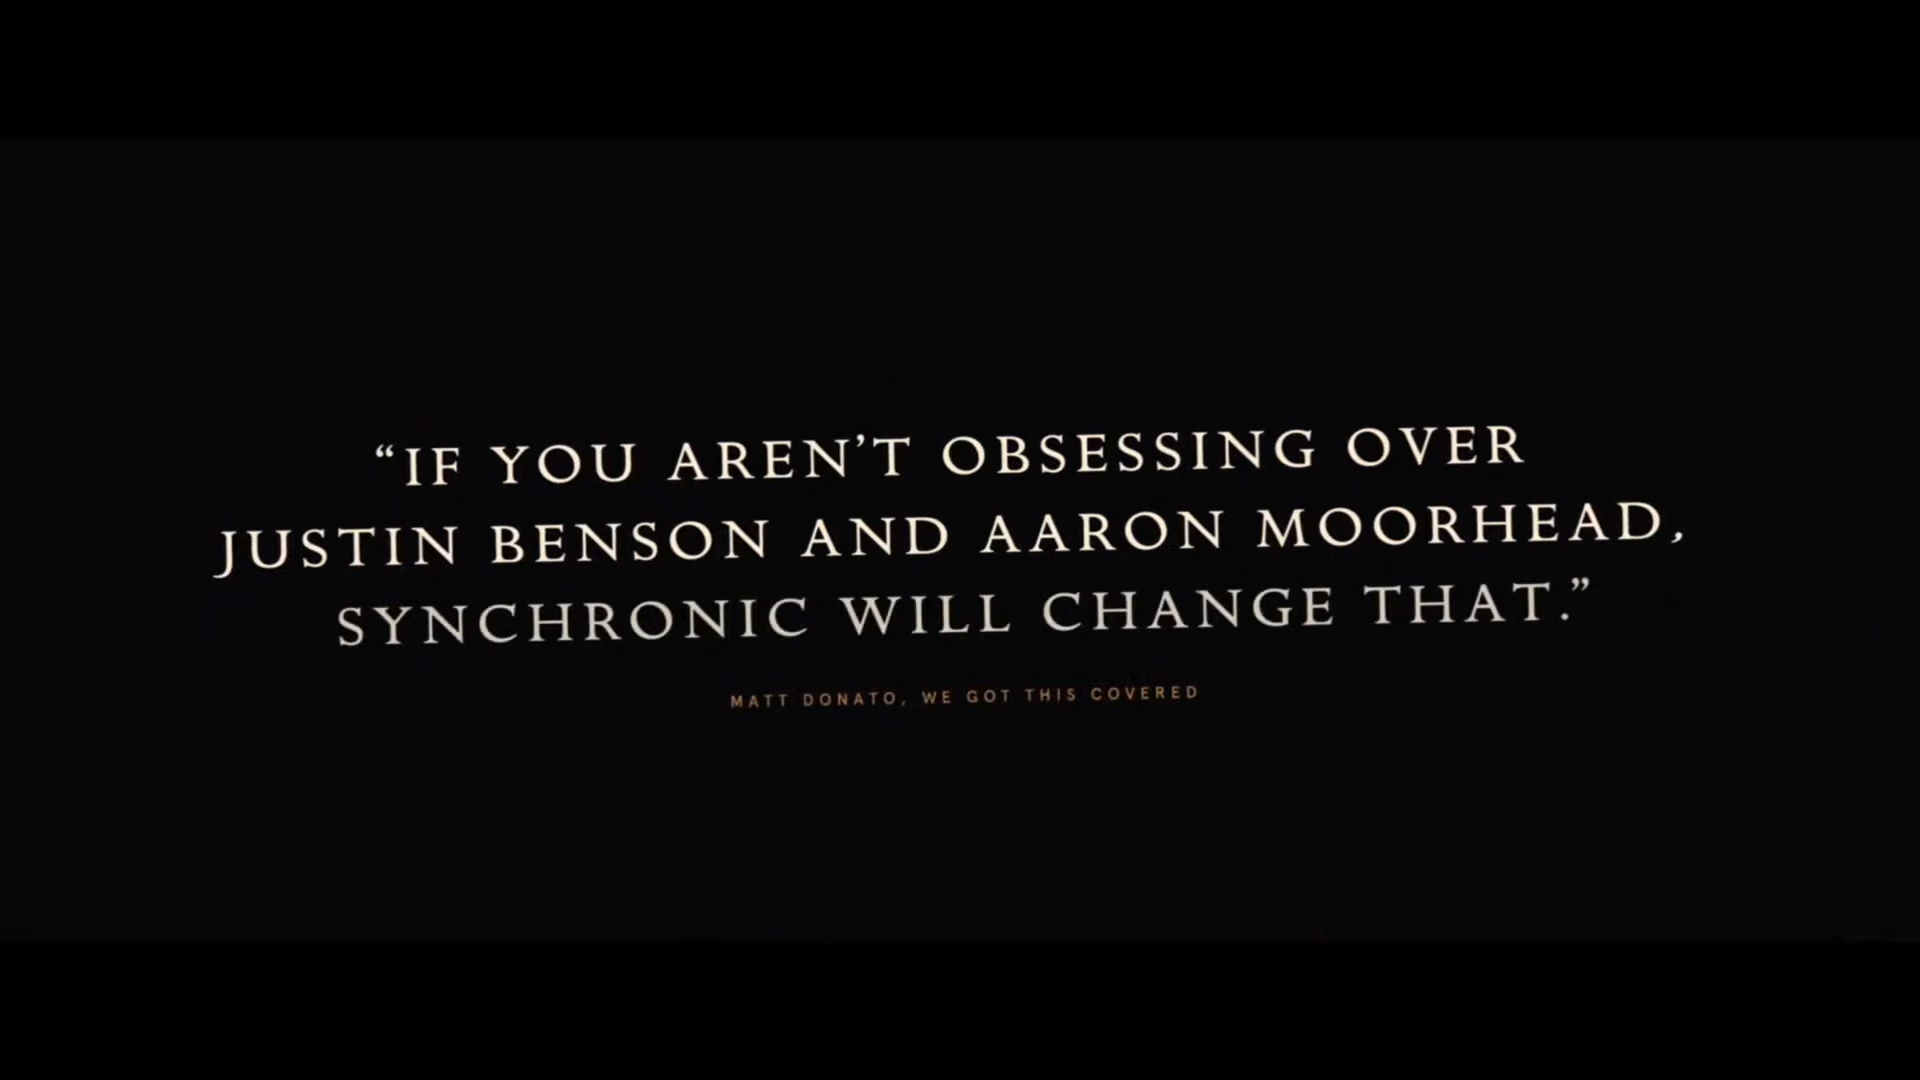 “IF YOU AREN’T OBSESSING OVER
JUSTIN BENSON AND AARON MOORHEAD,
SYNCHRONIC WILL CHANGE THAT.”
MATT DONATO, WE GOT THIS COVERED